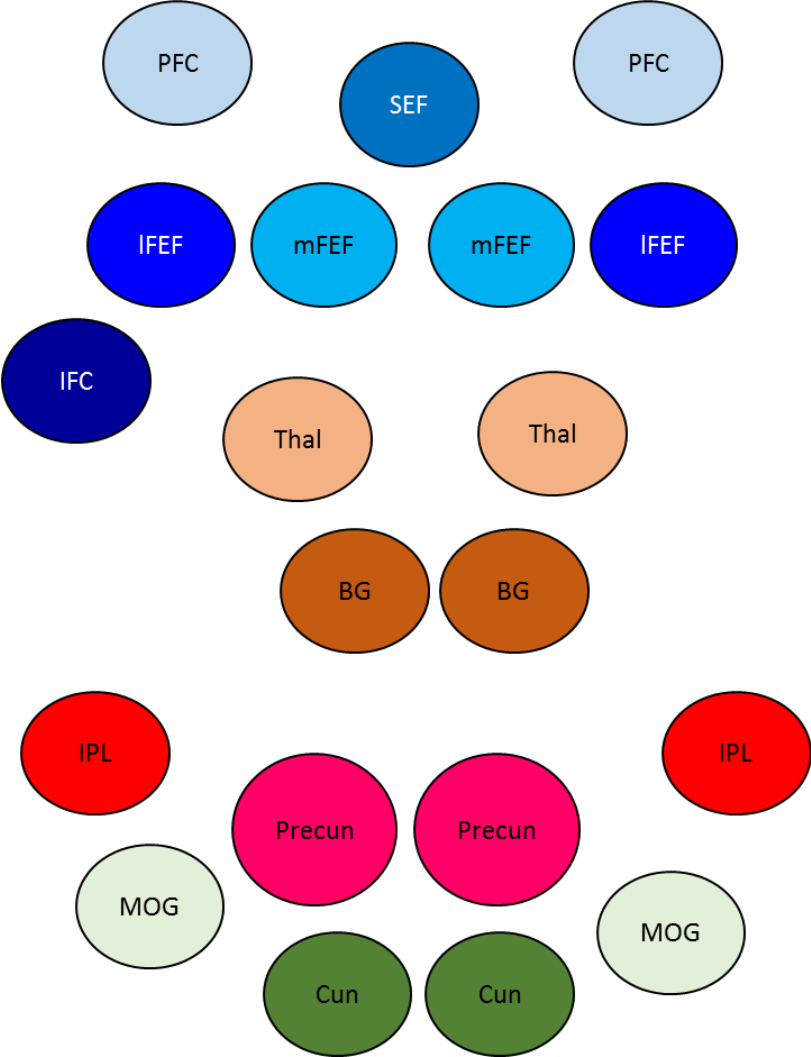 PFC
PFC
SEF
lFEF
mFEF
mFEF
lFEF
IFC
Thal
Thal
BG
BG
IPL
IPL
Precun
Precun
MOG
MOG
Cun
Cun